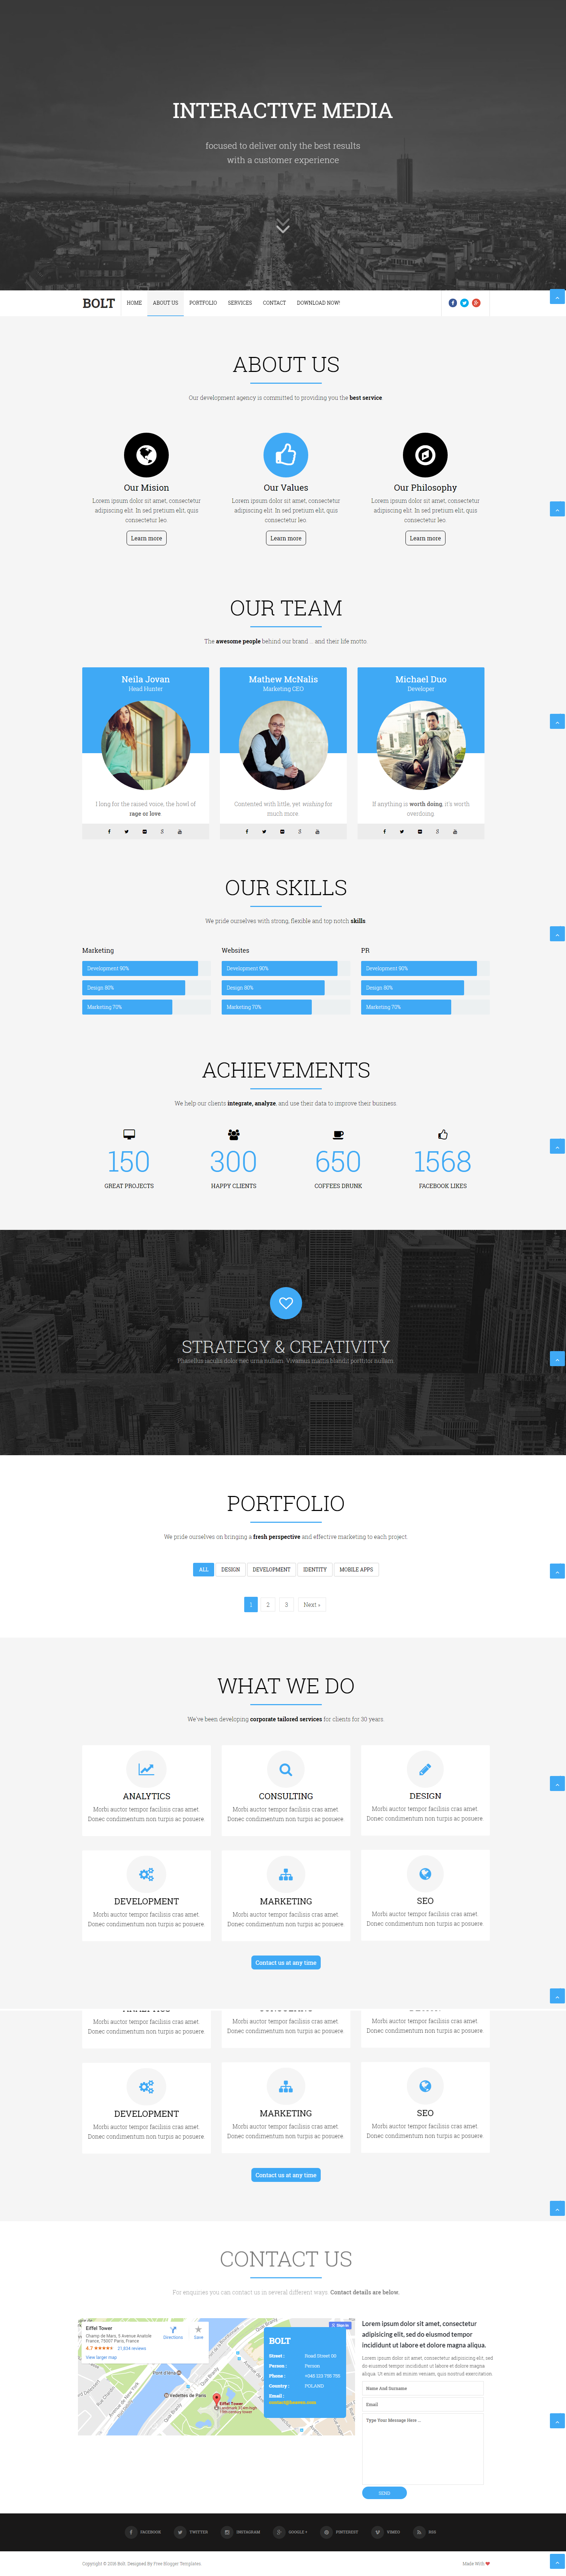 INTERACTIVE MEDIA
focused to deliver only the best results
with a customer experience
BOLT HOME ABOUT US PORTFOLIO SERVICES CONTACT DOWNLOAD NOW!
ABOUT US
Our development agency is committed to providing you the best service
Our Mision
Lorem ipsum dolor sit amet, consectetur
adipiscing elit. In sed pretium elit, quis
consectetur leo.
Learn more
Our Values
Lorem ipsum dolor sit amet, consectetur
adipiscing elit. In sed pretium elit, quis
consectetur leo.
Learn more
Our Philosophy
Lorem ipsum dolor sit amet, consectetur
adipiscing elit. In sed pretium elit, quis
consectetur leo.
Learn more
OUR TEAM
The awesome people behind our brand ... and their life motto.
Neila Jovan
Head Hunter
I long for the raised voice, the howl of
rage or love.
Mathew McNalis
Marketing CEO
Contented with little, yet wishing for
much more.
Michael Duo
Developer
If anything is worth doing, it's worth
overdoing.
OUR SKILLS
We pride ourselves with strong, flexible and top notch skills.
Marketing
Development 90%
Design 80%
Marketing 70%
Websites
Development 90%
Design 80%
Marketing 70%
PR
Development 90%
Design 80%
Marketing 70%
ACHIEVEMENTS
We help our clients integrate, analyze, and use their data to improve their business.
150
GREAT PROJECTS
300
HAPPY CLIENTS
650
COFFEES DRUNK
1568
FACEBOOK LIKES
STRATEGY & CREATIVITY
Phasellus iaculis dolor nec urna nullam. Vivamus mattis blandit porttitor nullam.
PORTFOLIO
We pride ourselves on bringing a fresh perspective and effective marketing to each project.
ALL DESIGN DEVELOPMENT IDENTITY MOBILE APPS
1 2 3 Next »
WHAT WE DO
We've been developing corporate tailored services for clients for 30 years.
ANALYTICS
Morbi auctor tempor facilisis cras amet.
Donec condimentum non turpis ac posuere.
CONSULTING
Morbi auctor tempor facilisis cras amet.
Donec condimentum non turpis ac posuere.
DESIGN
Morbi auctor tempor facilisis cras amet.
Donec condimentum non turpis ac posuere.
DEVELOPMENT
Morbi auctor tempor facilisis cras amet.
Donec condimentum non turpis ac posuere.
MARKETING
Morbi auctor tempor facilisis cras amet.
Donec condimentum non turpis ac posuere.
SEO
Morbi auctor tempor facilisis cras amet.
Donec condimentum non turpis ac posuere.
Contact us at any time
Morbi auctor tempor facilisis cras amet.
Donec condimentum non turpis ac posuere.
Morbi auctor tempor facilisis cras amet.
Donec condimentum non turpis ac posuere.
Morbi auctor tempor facilisis cras amet.
Donec condimentum non turpis ac posuere.
DEVELOPMENT
Morbi auctor tempor facilisis cras amet.
Donec condimentum non turpis ac posuere.
MARKETING
Morbi auctor tempor facilisis cras amet.
Donec condimentum non turpis ac posuere.
SEO
Morbi auctor tempor facilisis cras amet.
Donec condimentum non turpis ac posuere.
Contact us at any time
CONTACT US
For enquiries you can contact us in several different ways. Contact details are below.
Eiffel Tower
Champ de Mars, 5 Avenue Anatole
France, 75007 Paris, France
View larger map
Directions
Save
Sign in
Vedettes de Paris
Eiffel Tower
BOLT
Street : Road Street 00
Person : Person
Phone :
Country : POLAND
Email :
Lorem ipsum dolor sit amet, consectetur
adipisicing elit, sed do eiusmod tempor
incididunt ut labore et dolore magna aliqua.
Lorem ipsum dolor sit amet, consectetur adipisicing elit, sed
do eiusmod tempor incididunt ut labore et dolore magna
aliqua. Ut enim ad minim veniam, quis nostrud exercitation.
Name And Surname
Email
Type Your Message Here ...
SEND
FACEBOOK TWITTER INSTAGRAM GOOGLE + PINTEREST VIMEO RSS
Copyright © 2016 Bolt. Designed By Free Blogger Templates
Made With